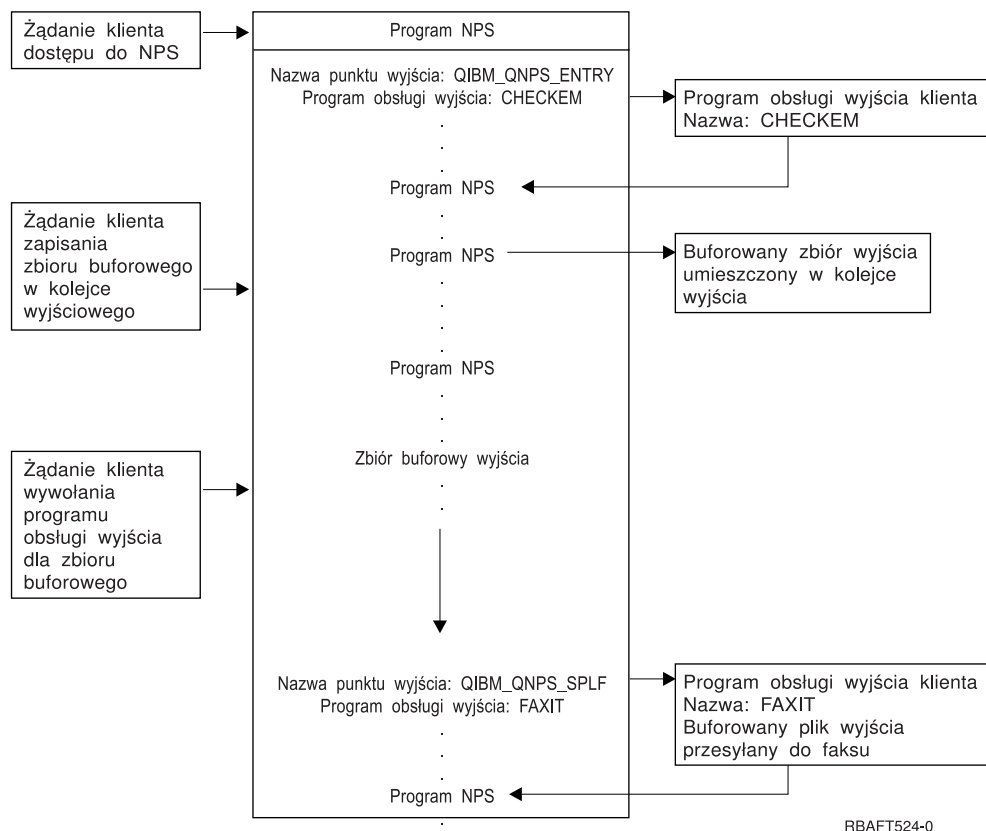 Żądanie klienta
dostępu do NPS
Program NPS
Nazwa punktu wyjścia: QIBM_QNPS_ENTRY
Program obsługi wyjścia: CHECKEM
Program obsługi wyjścia klienta
Nazwa: CHECKEM
Program NPS
Żądanie klienta
zapisania
zbioru buforowego
w kolejce
wyjściowego
Program NPS
Buforowany zbiór wyjścia
umieszczony w kolejce
wyjścia
Program NPS
Zbiór buforowy wyjścia
Żądanie klienta
wywołania
programu
obsługi wyjścia
dla zbioru
buforowego
Nazwa punktu wyjścia: QIBM_QNPS_SPLF
Program obsługi wyjścia: FAXIT
Program obsługi wyjścia klienta
Nazwa: FAXIT
Buforowany plik wyjścia
przesyłany do faksu
Program NPS
RBAFT524-0